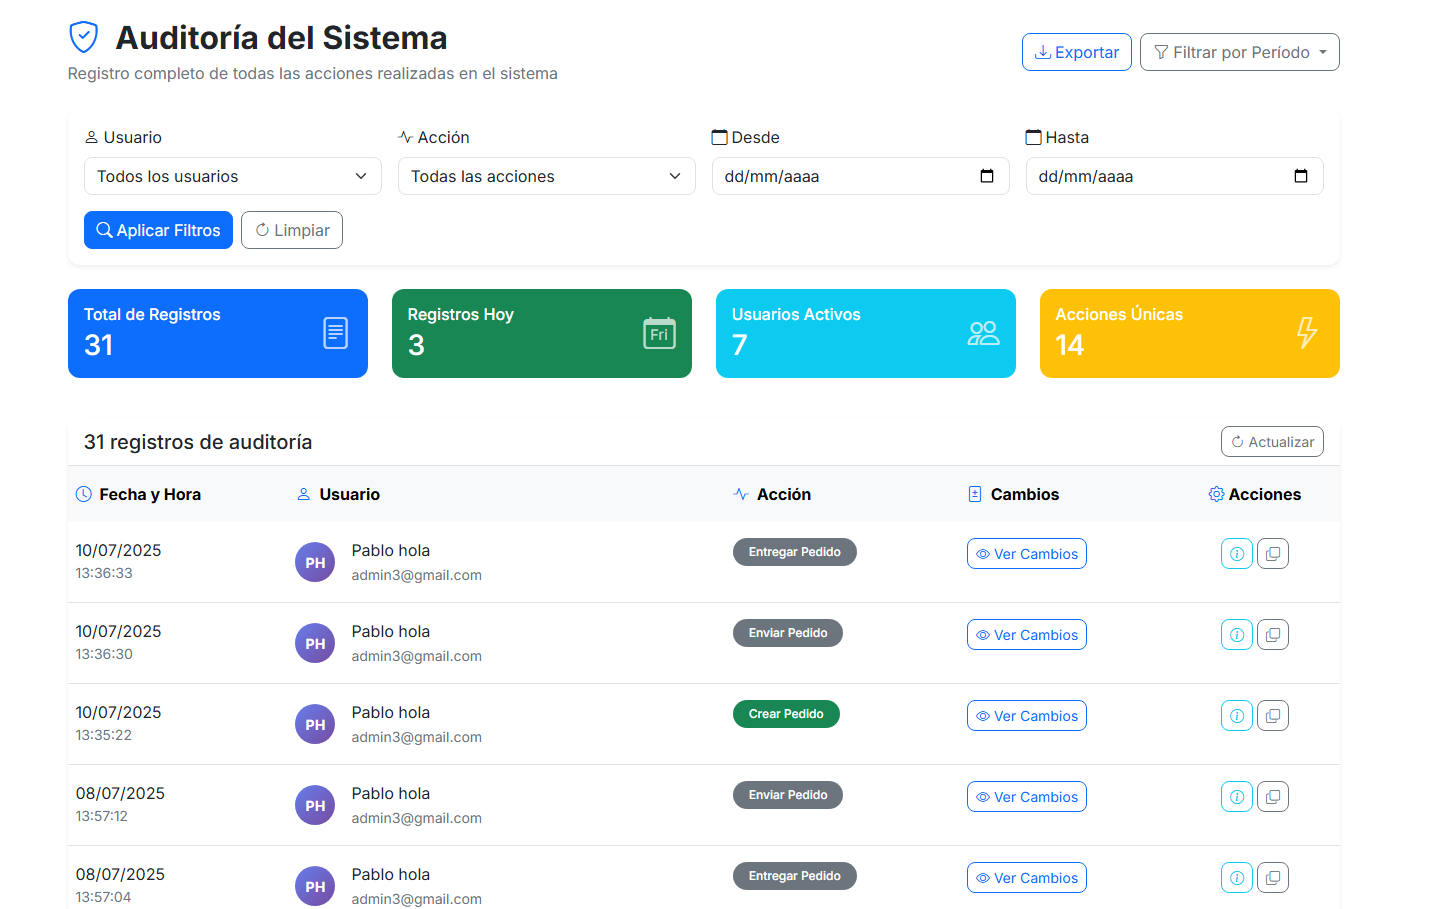 Auditoría del Sistema
Registro completo de todas las acciones realizadas en el sistema
Exportar
Filtrar por Período
Usuario
Acción
Desde
Hasta
Todos los usuarios
Todas las acciones
dd/mm/aaaa
dd/mm/aaaa
Aplicar Filtros
Limpiar
Total de Registros
31
Registros Hoy
3
Fri
Usuarios Activos
7
Acciones Únicas
14
31 registros de auditoría
Actualizar
Fecha y Hora
Usuario
Acción
Cambios
Acciones
10/07/2025
13:36:33
PH
Pablo hola
admin3@gmail.com
Entregar Pedido
Ver Cambios
10/07/2025
13:36:30
PH
Pablo hola
admin3@gmail.com
Enviar Pedido
Ver Cambios
10/07/2025
13:35:22
PH
Pablo hola
admin3@gmail.com
Crear Pedido
Ver Cambios
08/07/2025
13:57:12
PH
Pablo hola
admin3@gmail.com
Enviar Pedido
Ver Cambios
08/07/2025
13:57:04
PH
Pablo hola
admin3@gmail.com
Entregar Pedido
Ver Cambios